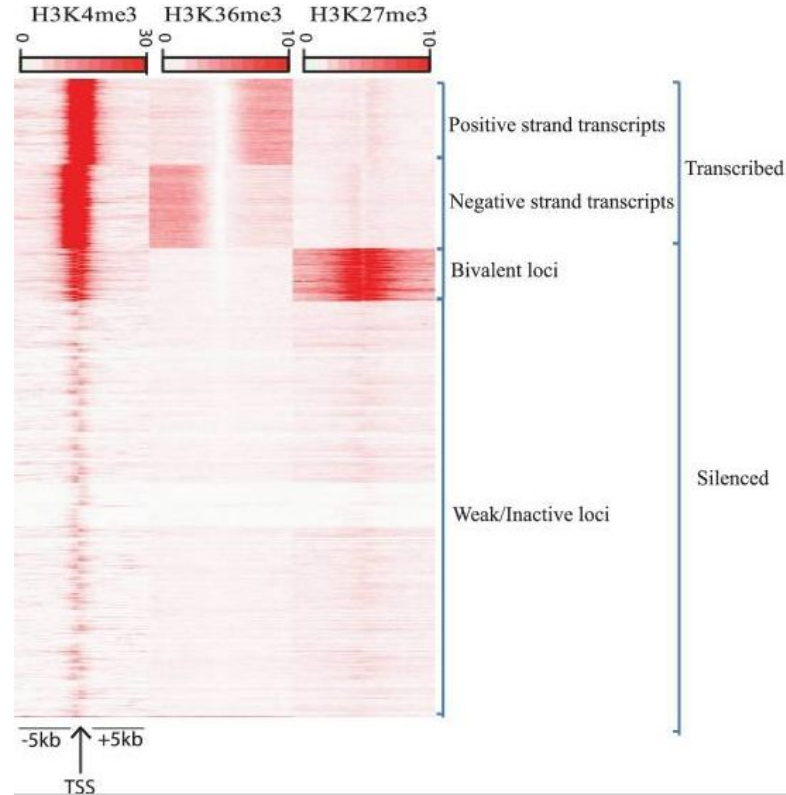 H3K4me3 H3K36me3 H3K27me3
0 30 0 10 0 10
Positive strand transcripts
Transcribed
Negative strand transcripts
Bivalent loci
Silenced
Weak/Inactive loci
-5kb +5kb
TSS